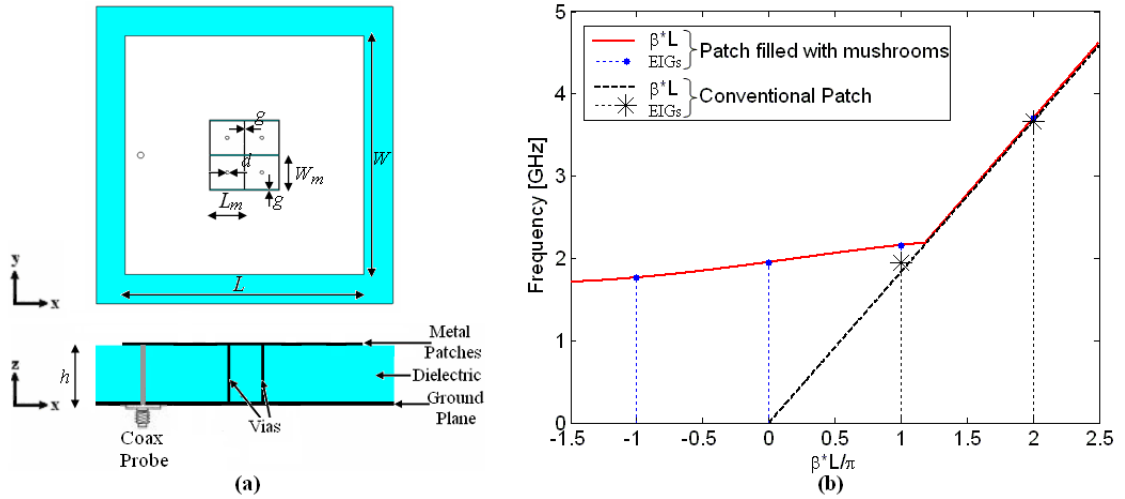 g
d
W_m
g
L_m
W
L
y
x
Metal
Patches
Dielectric
Ground
Plane
h
z
x
Vias
Coax
Probe
(a)
5
4
3
2
1
0
Frequency [GHz]
β*L
EIGs
Patch filled with mushrooms
β*L
EIGs
Conventional Patch
-1.5 -1 -0.5 0 0.5 1 1.5 2 2.5
β*L/π
(b)